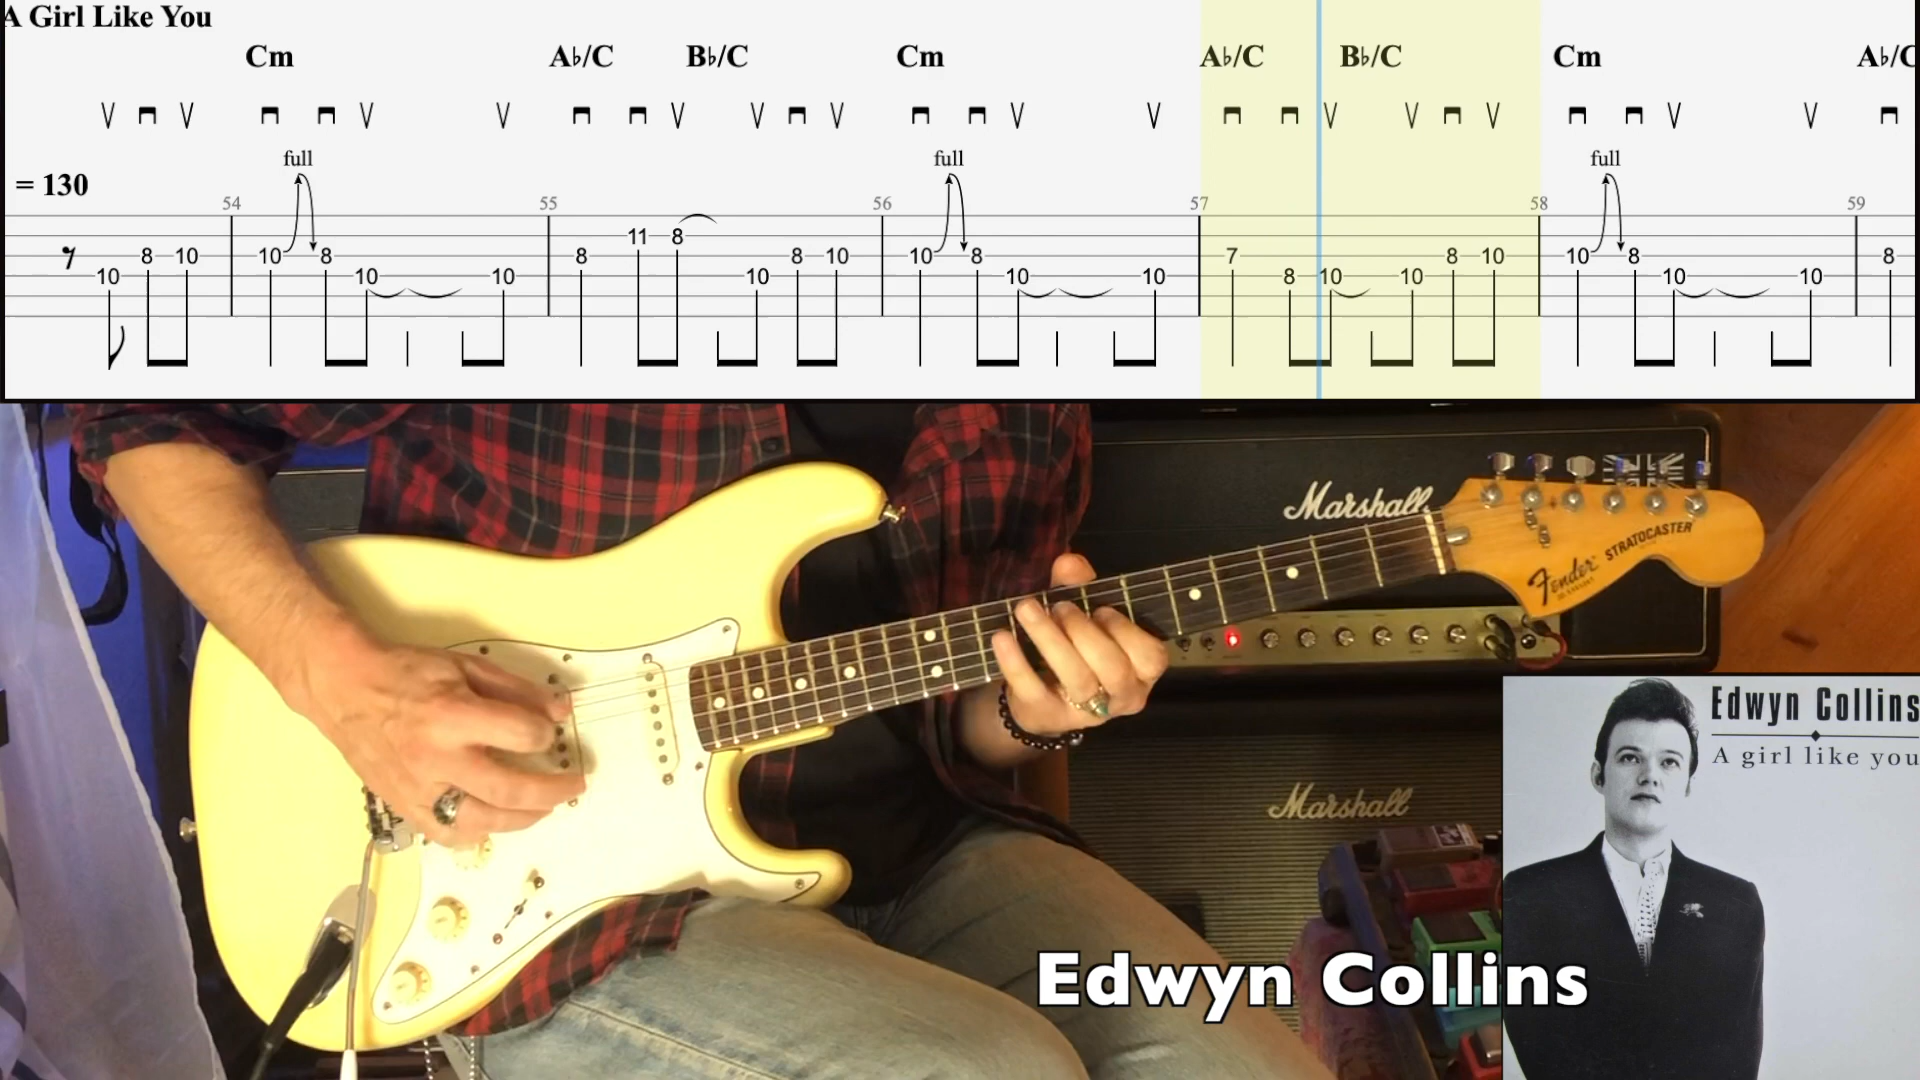 A Girl Like You
Cm A♭/C B♭/C Cm A♭/C B♭/C Cm A♭/C
full full full
= 130
54 55 56 57 58 59
11 8
8 10 10 8 8 8 10 10 8 7 8 10 10 8 8
10 10 10 10 10 10 8 10 10 10 10
Marshall
Fender STRATOCASTER
Marshall
Edwyn Collins
A girl like you
Edwyn Collins